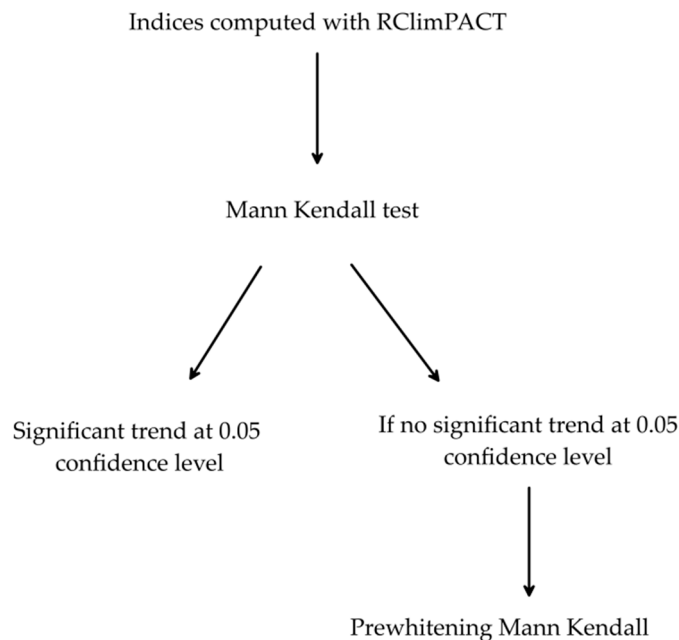 Indices computed with RClimPACT
Mann Kendall test
Significant trend at 0.05
confidence level
If no significant trend at 0.05
confidence level
Prewhitening Mann Kendall